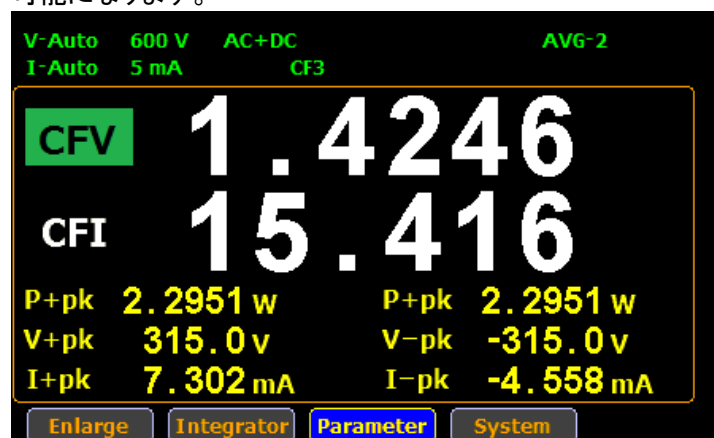 可能になります。
V-Auto 600 V AC+DC AVG-2
I-Auto 5 mA CF3
CFV 1.4246
CFI 15.416
P+pk 2.2951 W P+pk 2.2951 W
V+pk 315.0 V V-pk -315.0 V
I+pk 7.302 mA I-pk -4.558 mA
Enlarge Integrator Parameter System